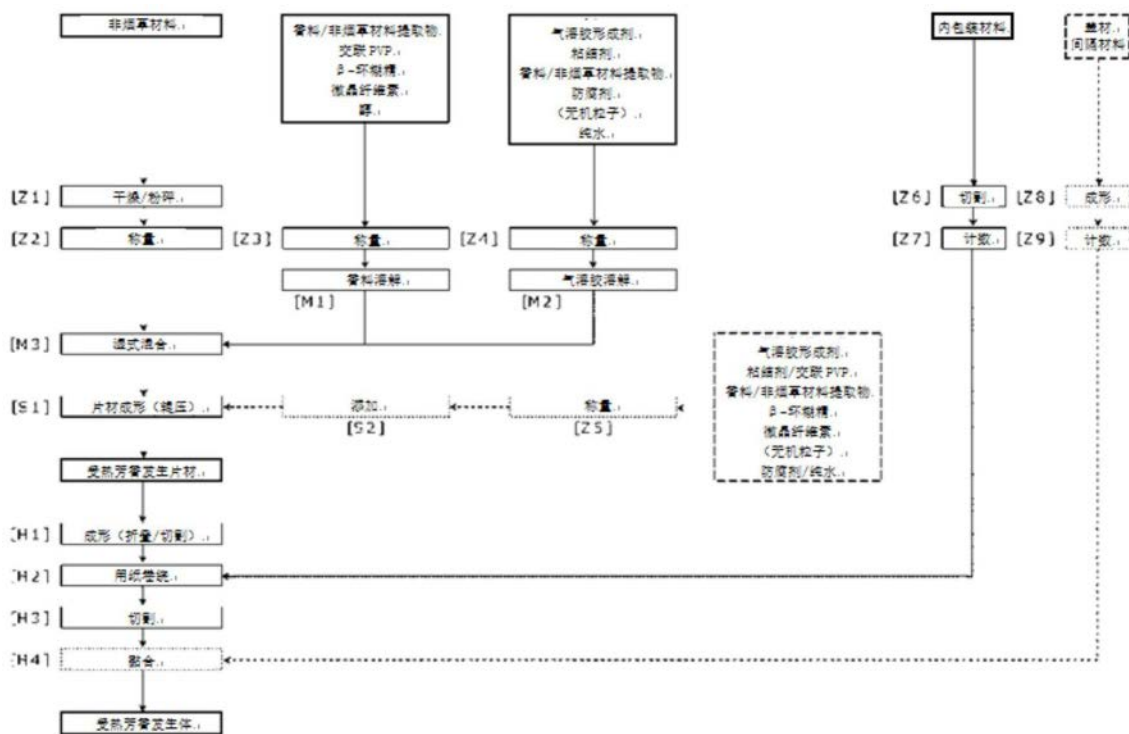 非烟草材料
香料/非烟草材料提取物
交联 PVP
β-环糊精
微晶纤维素
醇
气溶胶形成剂
粘结剂
香料/非烟草材料提取物
防腐剂
（无机粒子）
纯水
内包装材料
盖材
间隔材料
[Z1] 干燥/粉碎
[Z6] 切割
[Z8] 成形
[Z2] 称量
[Z3] 称量
[Z4] 称量
[Z7] 计数
[Z9] 计数
香料溶解
[M1]
气溶胶溶解
[M2]
[M3] 湿式混合
气溶胶形成剂
粘结剂/交联 PVP
香料/非烟草材料提取物
β-环糊精
微晶纤维素
（无机粒子）
防腐剂/纯水
[S1] 片材成形（辊压）
添加
[S2]
称量
[Z5]
受热芳香发生片材
[H1] 成形（折叠/切割）
[H2] 用纸卷绕
[H3] 切割
[H4] 融合
受热芳香发生体